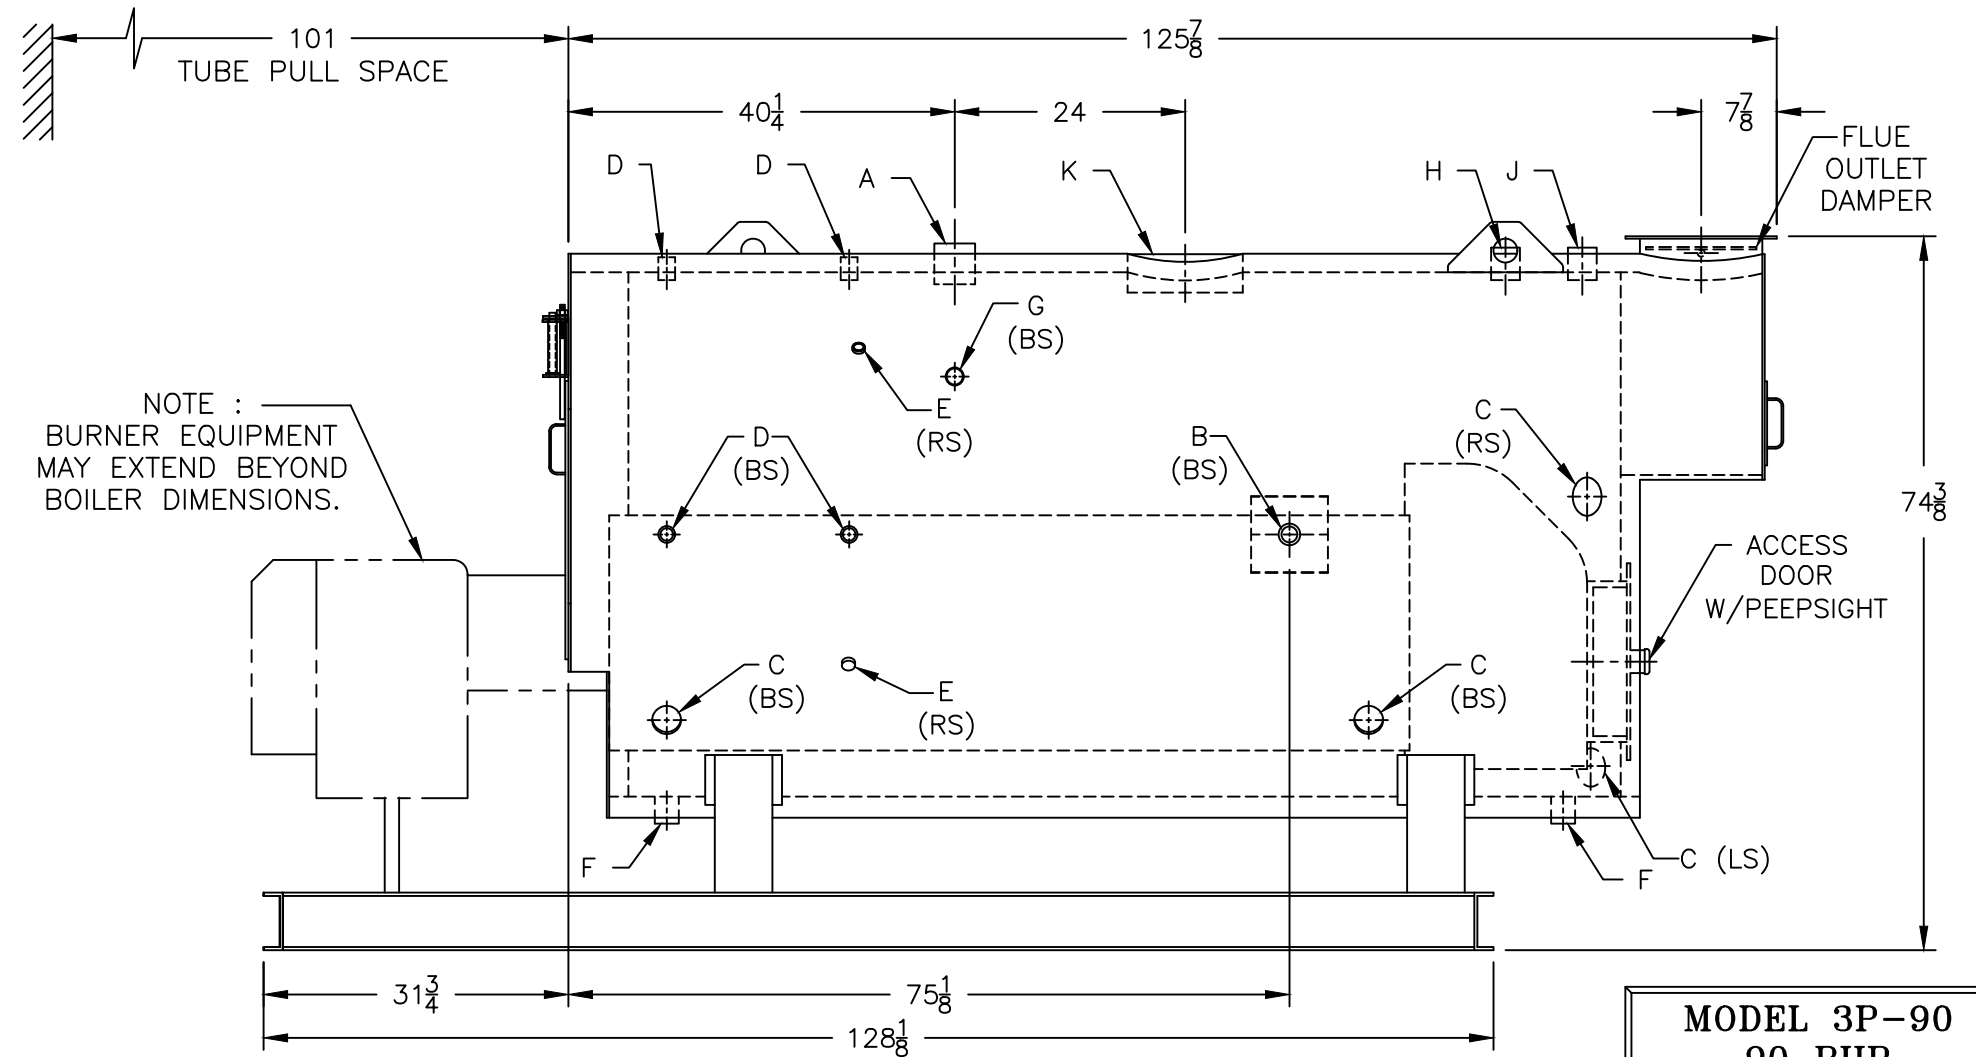 101
TUBE PULL SPACE
125 7/8
40 1/4
24
7 7/8
FLUE
OUTLET
DAMPER
D
D
A
K
H
J
G
(BS)
E
(RS)
C
(RS)
NOTE :
BURNER EQUIPMENT
MAY EXTEND BEYOND
BOILER DIMENSIONS.
D
(BS)
B
(BS)
74 3/8
ACCESS
DOOR
W/PEEPSIGHT
C
(BS)
E
(RS)
C
(BS)
F
F
C (LS)
31 3/4
75 1/8
128 1/8
MODEL 3P-90